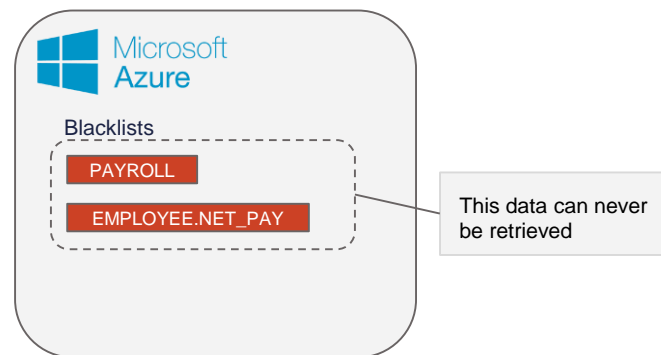 Microsoft
Azure
Blacklists
PAYROLL
EMPLOYEE.NET_PAY
This data can never
be retrieved